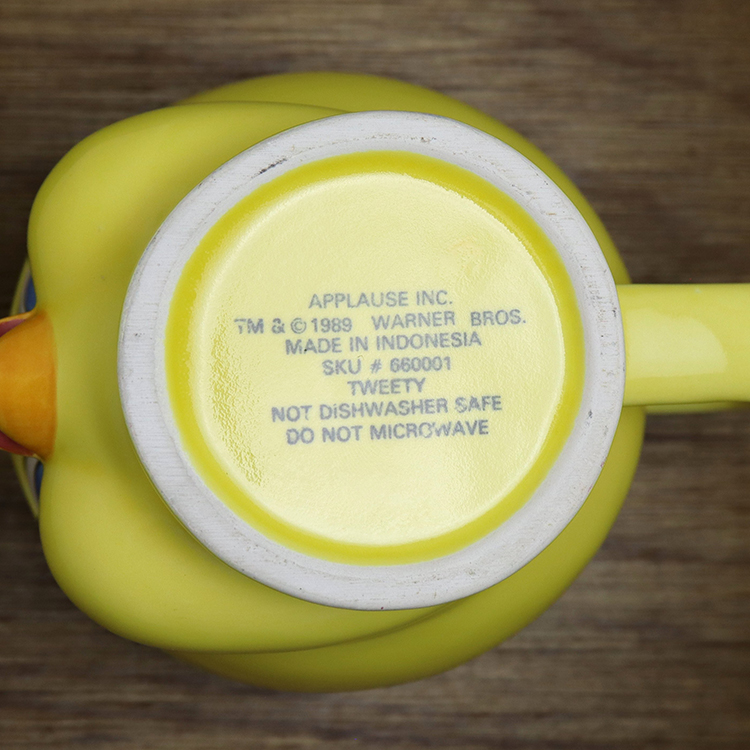 APPLAUSE INC.
TM & © 1989 WARNER BROS.
MADE IN INDONESIA
SKU # 660001
TWEETY
NOT DISHWASHER SAFE
DO NOT MICROWAVE